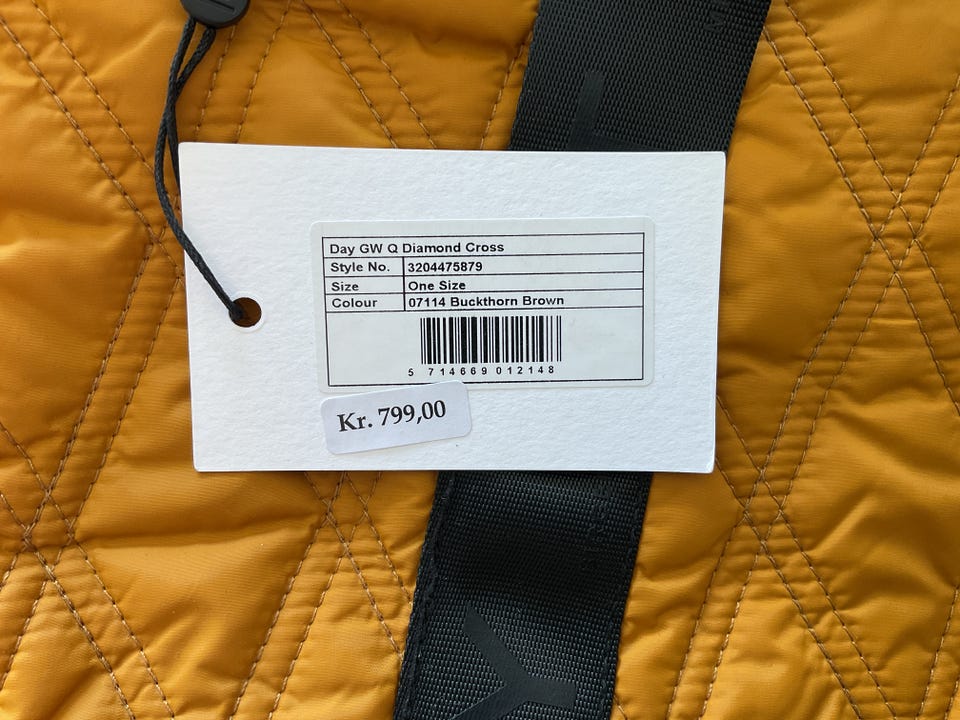 Day GW Q Diamond Cross
Style No. 3204475879
Size One Size
Colour 07114 Buckthorn Brown
5 714669 012148
Kr. 799,00
Y